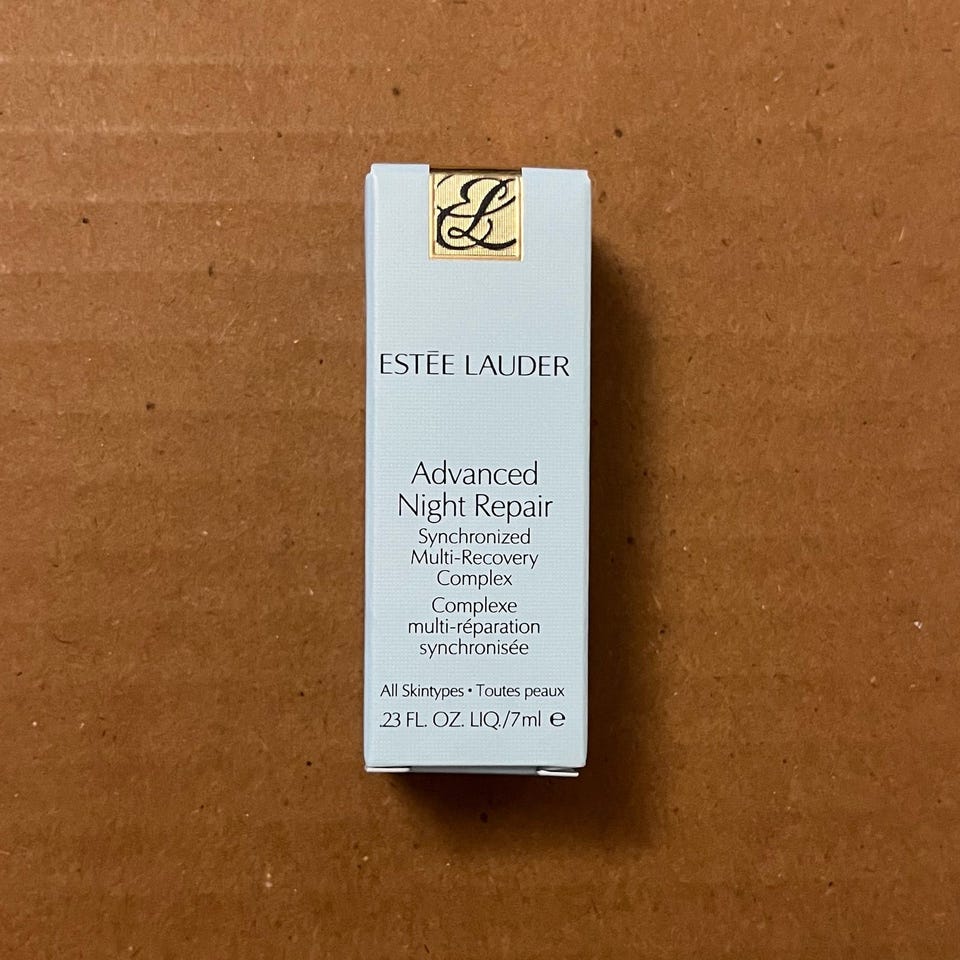 EL
ESTĒE LAUDER
Advanced
Night Repair
Synchronized
Multi-Recovery
Complex
Complexe
multi-réparation
synchronisée
All Skintypes • Toutes peaux
.23 FL. OZ. LIQ./7ml ℮